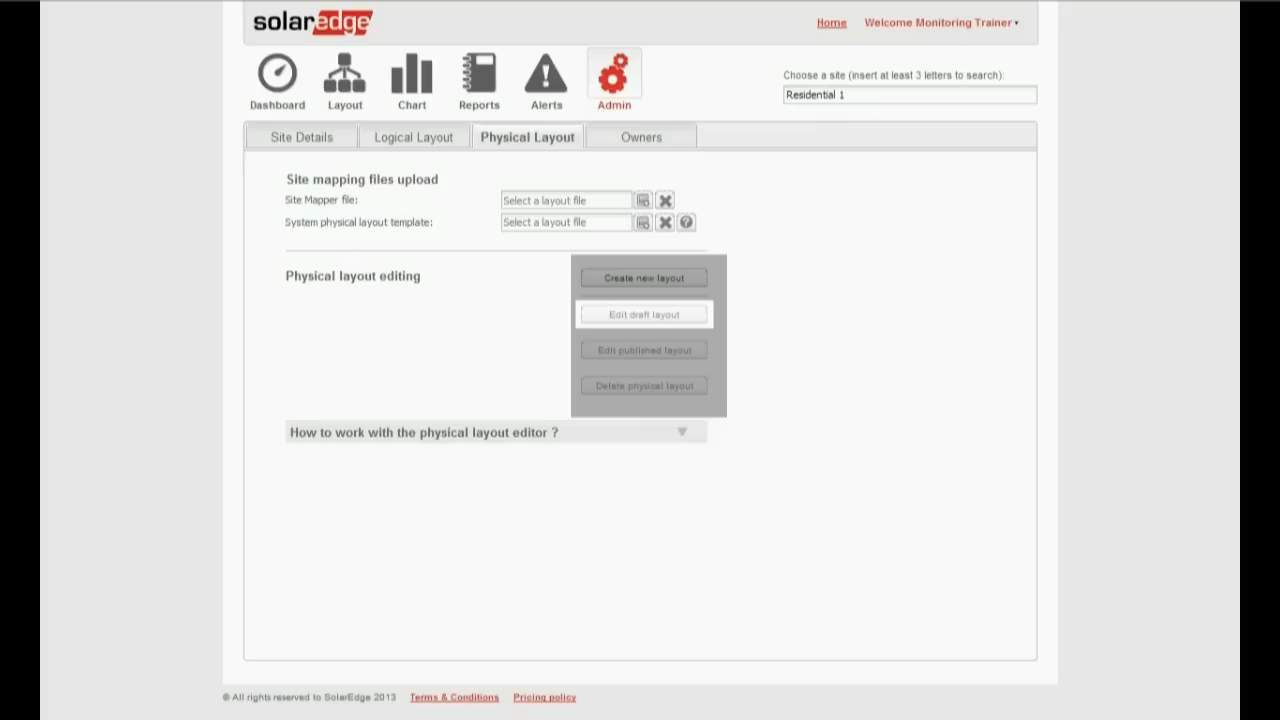 solaredge
Home Welcome Monitoring Trainer
Dashboard Layout Chart Reports Alerts Admin
Choose a site (insert at least 3 letters to search):
Residential 1
Site Details Logical Layout Physical Layout Owners
Site mapping files upload
Site Mapper file: Select a layout file
System physical layout template: Select a layout file ?
Physical layout editing Create new layout
Edit draft layout
Edit published layout
Delete physical layout
How to work with the physical layout editor ?
© All rights reserved to SolarEdge 2013 Terms & Conditions Pricing policy